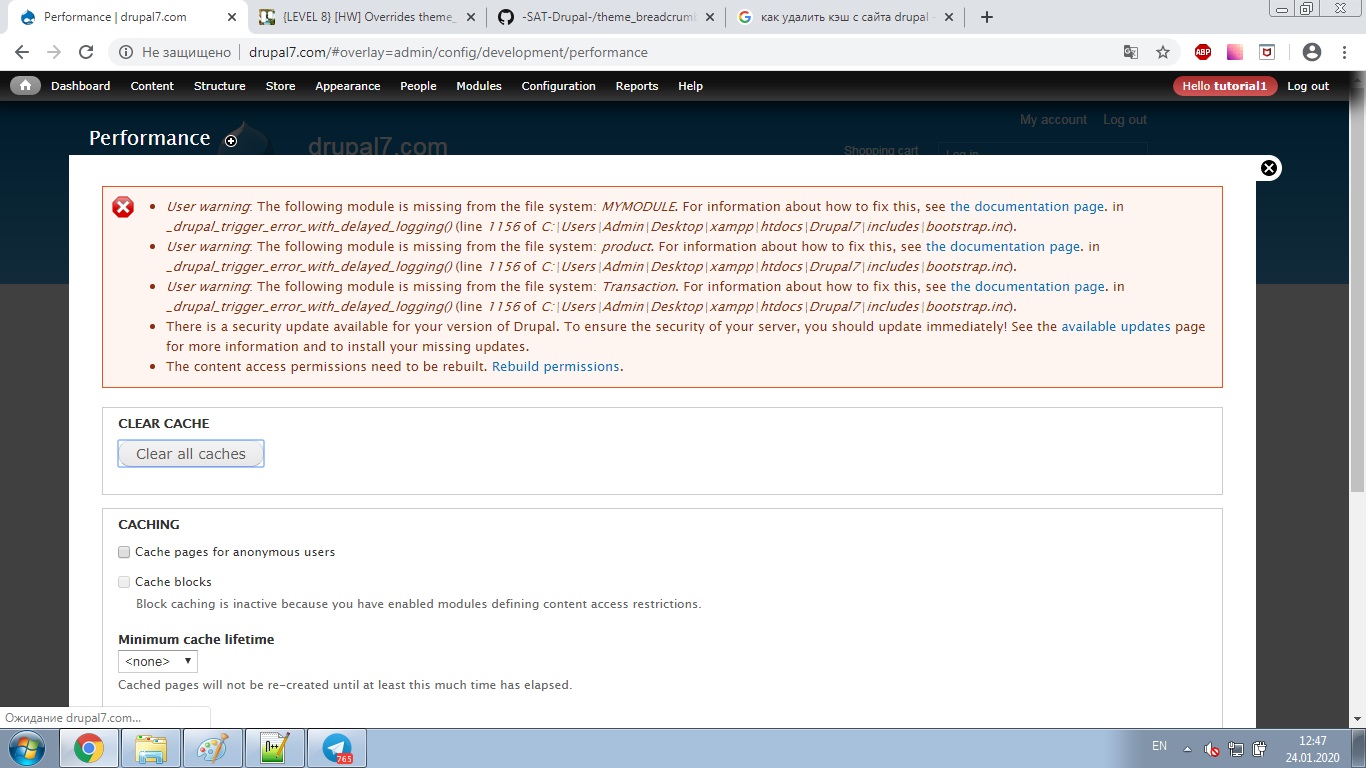 Performance | drupal7.com
{LEVEL 8} [HW] Overrides theme_
-SAT-Drupal-/theme_breadcrumb
как удалить кэш с сайта drupal -
Не защищено
drupal7.com/#overlay=admin/config/development/performance
ABP
Dashboard Content Structure Store Appearance People Modules Configuration Reports Help
Hello tutorial1 Log out
My account Log out
Performance
drupal7.com
Shopping cart
Log in
User warning: The following module is missing from the file system: MYMODULE. For information about how to fix this, see the documentation page. in
_drupal_trigger_error_with_delayed_logging() (line 1156 of C:\Users\Admin\Desktop\xampp\htdocs\Drupal7\includes\bootstrap.inc).
User warning: The following module is missing from the file system: product. For information about how to fix this, see the documentation page. in
_drupal_trigger_error_with_delayed_logging() (line 1156 of C:\Users\Admin\Desktop\xampp\htdocs\Drupal7\includes\bootstrap.inc).
User warning: The following module is missing from the file system: Transaction. For information about how to fix this, see the documentation page. in
_drupal_trigger_error_with_delayed_logging() (line 1156 of C:\Users\Admin\Desktop\xampp\htdocs\Drupal7\includes\bootstrap.inc).
There is a security update available for your version of Drupal. To ensure the security of your server, you should update immediately! See the available updates page
for more information and to install your missing updates.
The content access permissions need to be rebuilt. Rebuild permissions.
CLEAR CACHE
Clear all caches
CACHING
Cache pages for anonymous users
Cache blocks
Block caching is inactive because you have enabled modules defining content access restrictions.
Minimum cache lifetime
<none>
Cached pages will not be re-created until at least this much time has elapsed.
Ожидание drupal7.com...
765
EN
12:47
24.01.2020